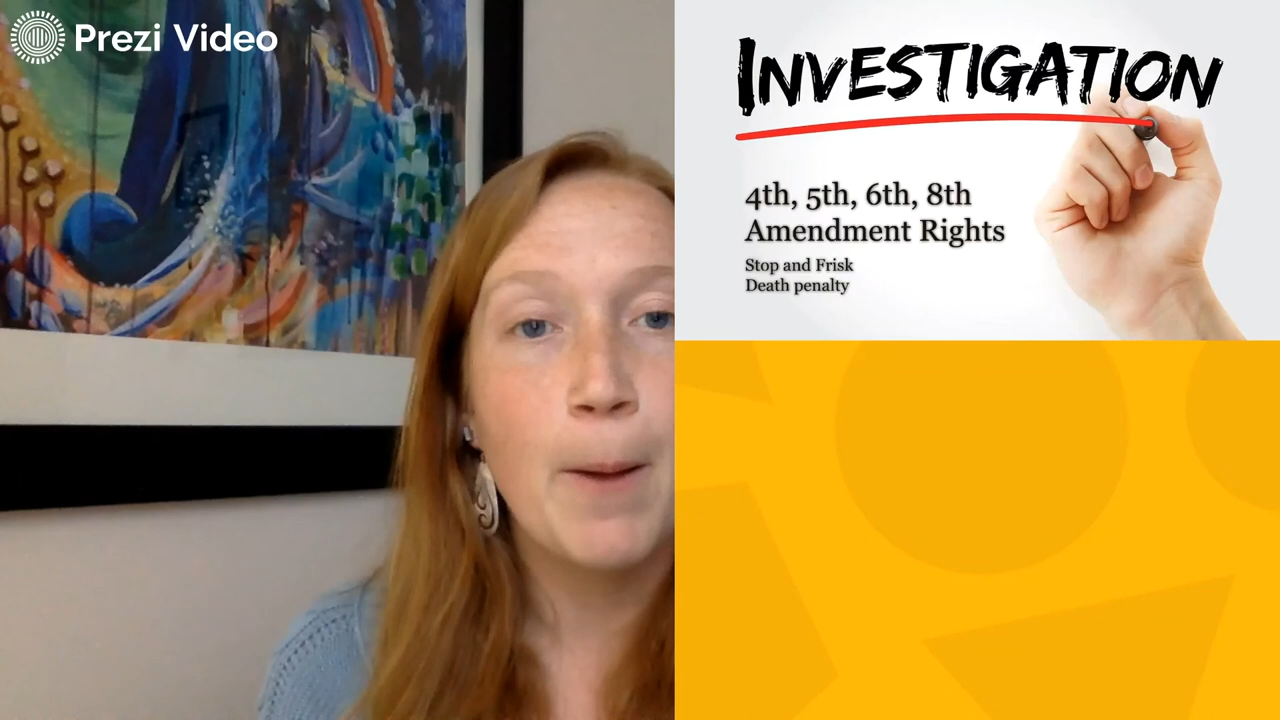 Prezi Video
INVESTIGATION
4th, 5th, 6th, 8th
Amendment Rights
Stop and Frisk
Death penalty